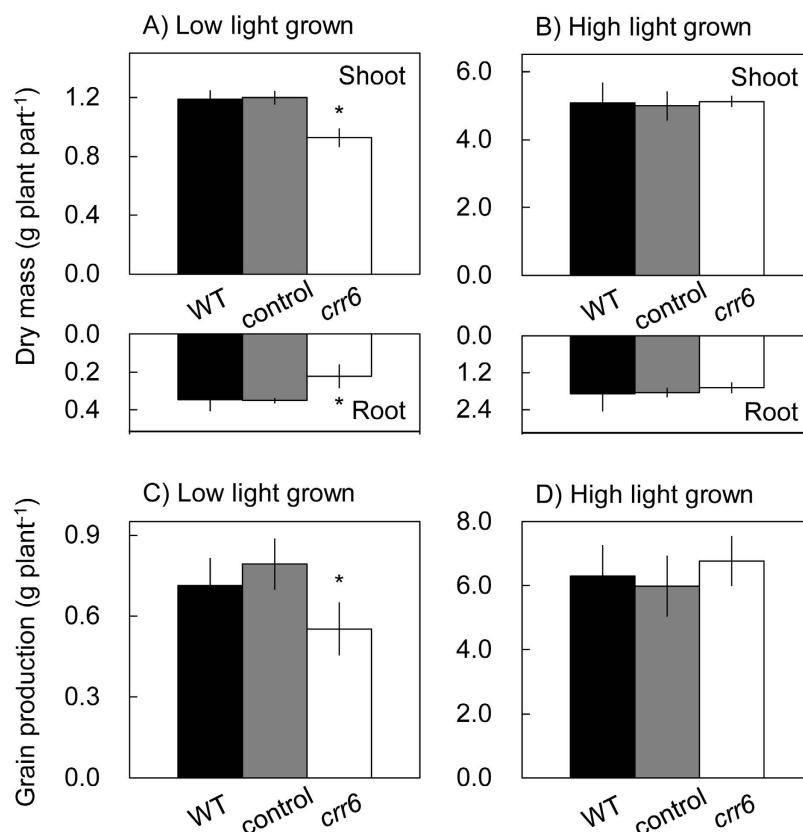 A) Low light grown
B) High light grown
Dry mass (g plant part⁻¹)
Shoot
1.2
*
0.8
0.4
0.0
WT
control
crr6
0.0
0.2
0.4
*
Root
6.0
Shoot
4.0
2.0
0.0
WT
control
crr6
0.0
1.2
2.4
Root
C) Low light grown
D) High light grown
Grain production (g plant⁻¹)
0.9
*
0.6
0.3
0.0
WT
control
crr6
8.0
6.0
4.0
2.0
0.0
WT
control
crr6